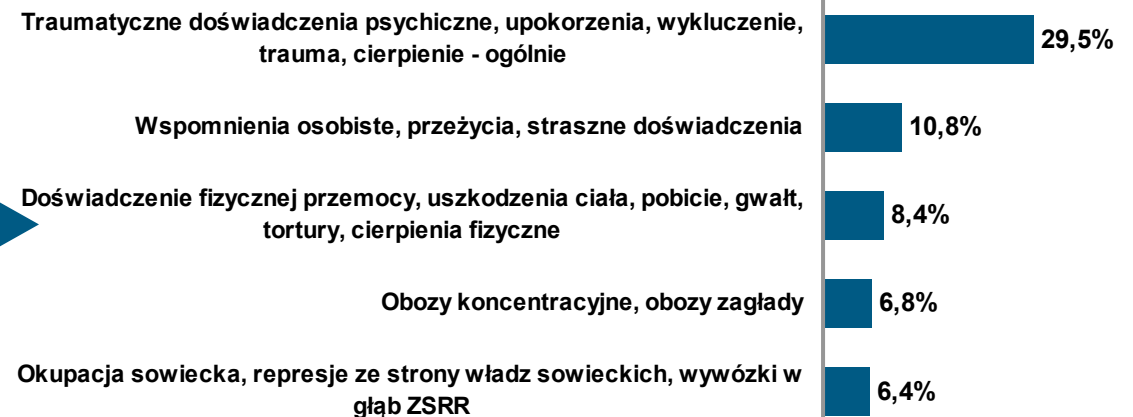 Traumatyczne doświadczenia psychiczne, upokorzenia, wykluczenie,
trauma, cierpienie - ogólnie
29,5%
Wspomnienia osobiste, przeżycia, straszne doświadczenia
10,8%
Doświadczenie fizycznej przemocy, uszkodzenia ciała, pobicie, gwałt,
tortury, cierpienia fizyczne
8,4%
Obozy koncentracyjne, obozy zagłady
6,8%
Okupacja sowiecka, represje ze strony władz sowieckich, wywózki w
głąb ZSRR
6,4%